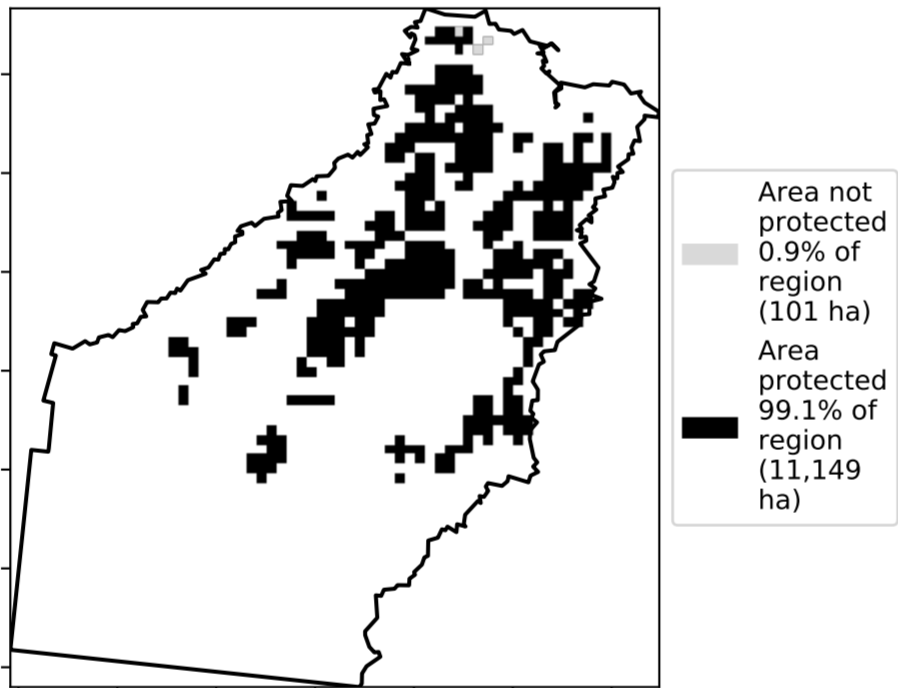 Area not
protected
0.9% of
region
(101 ha)
Area
protected
99.1% of
region
(11,149
ha)